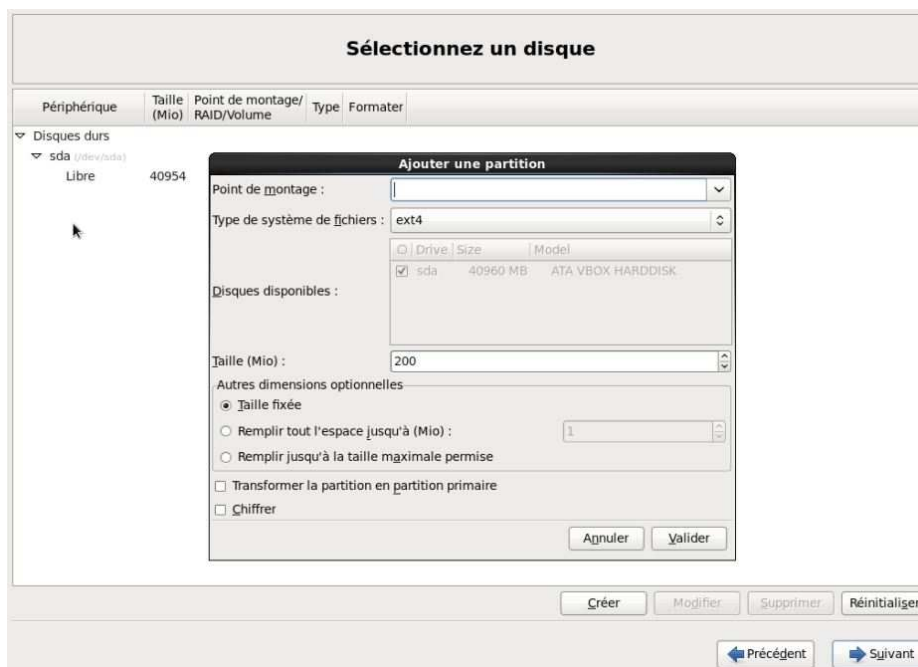 Sélectionnez un disque
Périphérique
Taille (Mio)
Point de montage/ RAID/Volume
Type
Formater
Disques durs
sda (/dev/sda)
Libre 40954
Ajouter une partition
Point de montage :
Type de système de fichiers : ext4
O Drive Size Model
sda 40960 MB ATA VBOX HARDDISK
Disques disponibles :
Taille (Mio) : 200
Autres dimensions optionnelles
Taille fixée
Remplir tout l'espace jusqu'à (Mio) : 1
Remplir jusqu'à la taille maximale permise
Transformer la partition en partition primaire
Chiffrer
Annuler Valider
Créer Modifier Supprimer Réinitialiser
Précédent Suivant